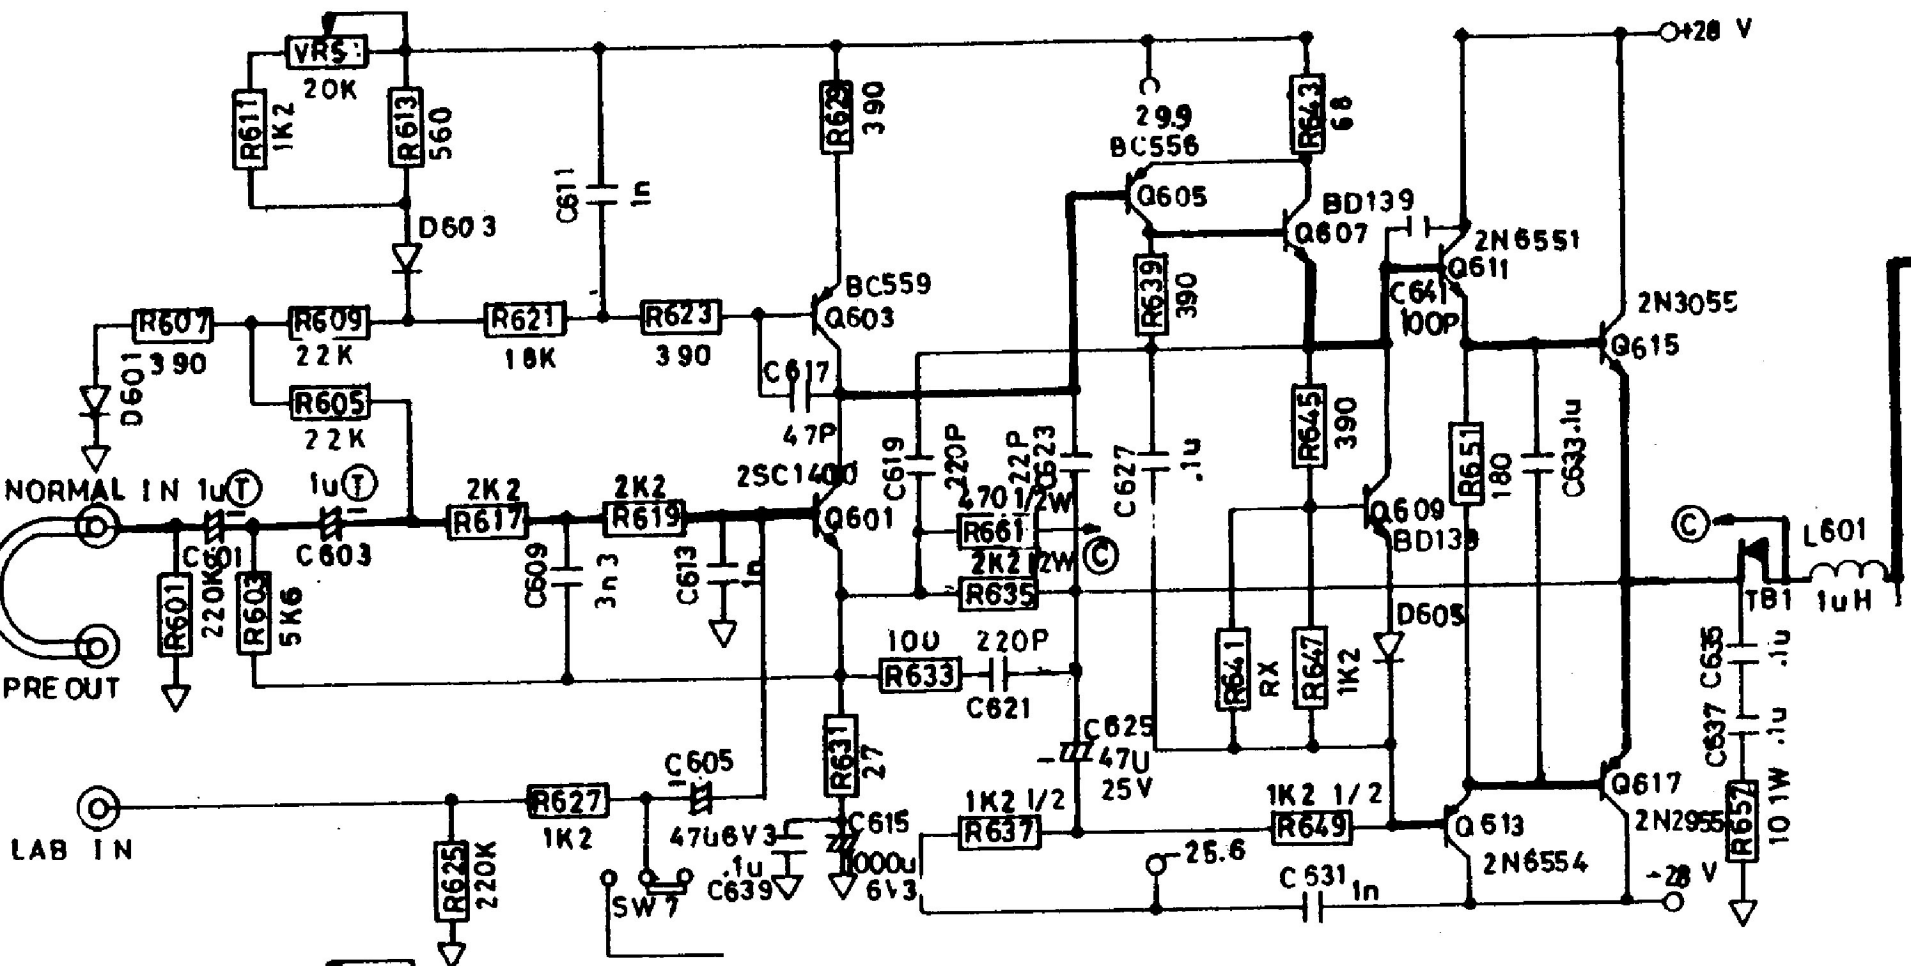 +28 V
VR5
20K
R611
1K2
R613
560
R629
390
29.9
R643
68
BC556
Q605
C611
1n
D603
BD139
Q607
2N6551
Q611
R639
390
C641
100P
BC559
Q603
2N3055
Q615
R607
390
R609
22K
R621
18K
R623
390
D601
R605
22K
C617
47P
C619
220P
22P
C623
C627
.1u
R645
390
R651
180
C633
.1u
NORMAL IN
1u T
C601
1u T
C603
2K2
R617
2K2
R619
2SC1400
Q601
470 1/2W
R661
C
2K2 1/2W
R635
Q609
C
L601
1uH
TB1
R601
220K
R603
5K6
C609
3n3
C613
1n
D605
PRE OUT
100
R633
220P
C621
R641
RX
R647
1K2
C635
.1u
C637
.1u
R631
27
C625
47U
25V
C605
47u6V3
Q617
2N2955
LAB IN
R627
1K2
R625
220K
SW7
.1u
C639
C615
1000u
6V3
1K2 1/2
R637
1K2 1/2
R649
Q613
2N6554
R657
10 1W
-25.6
C631
1n
-28 V